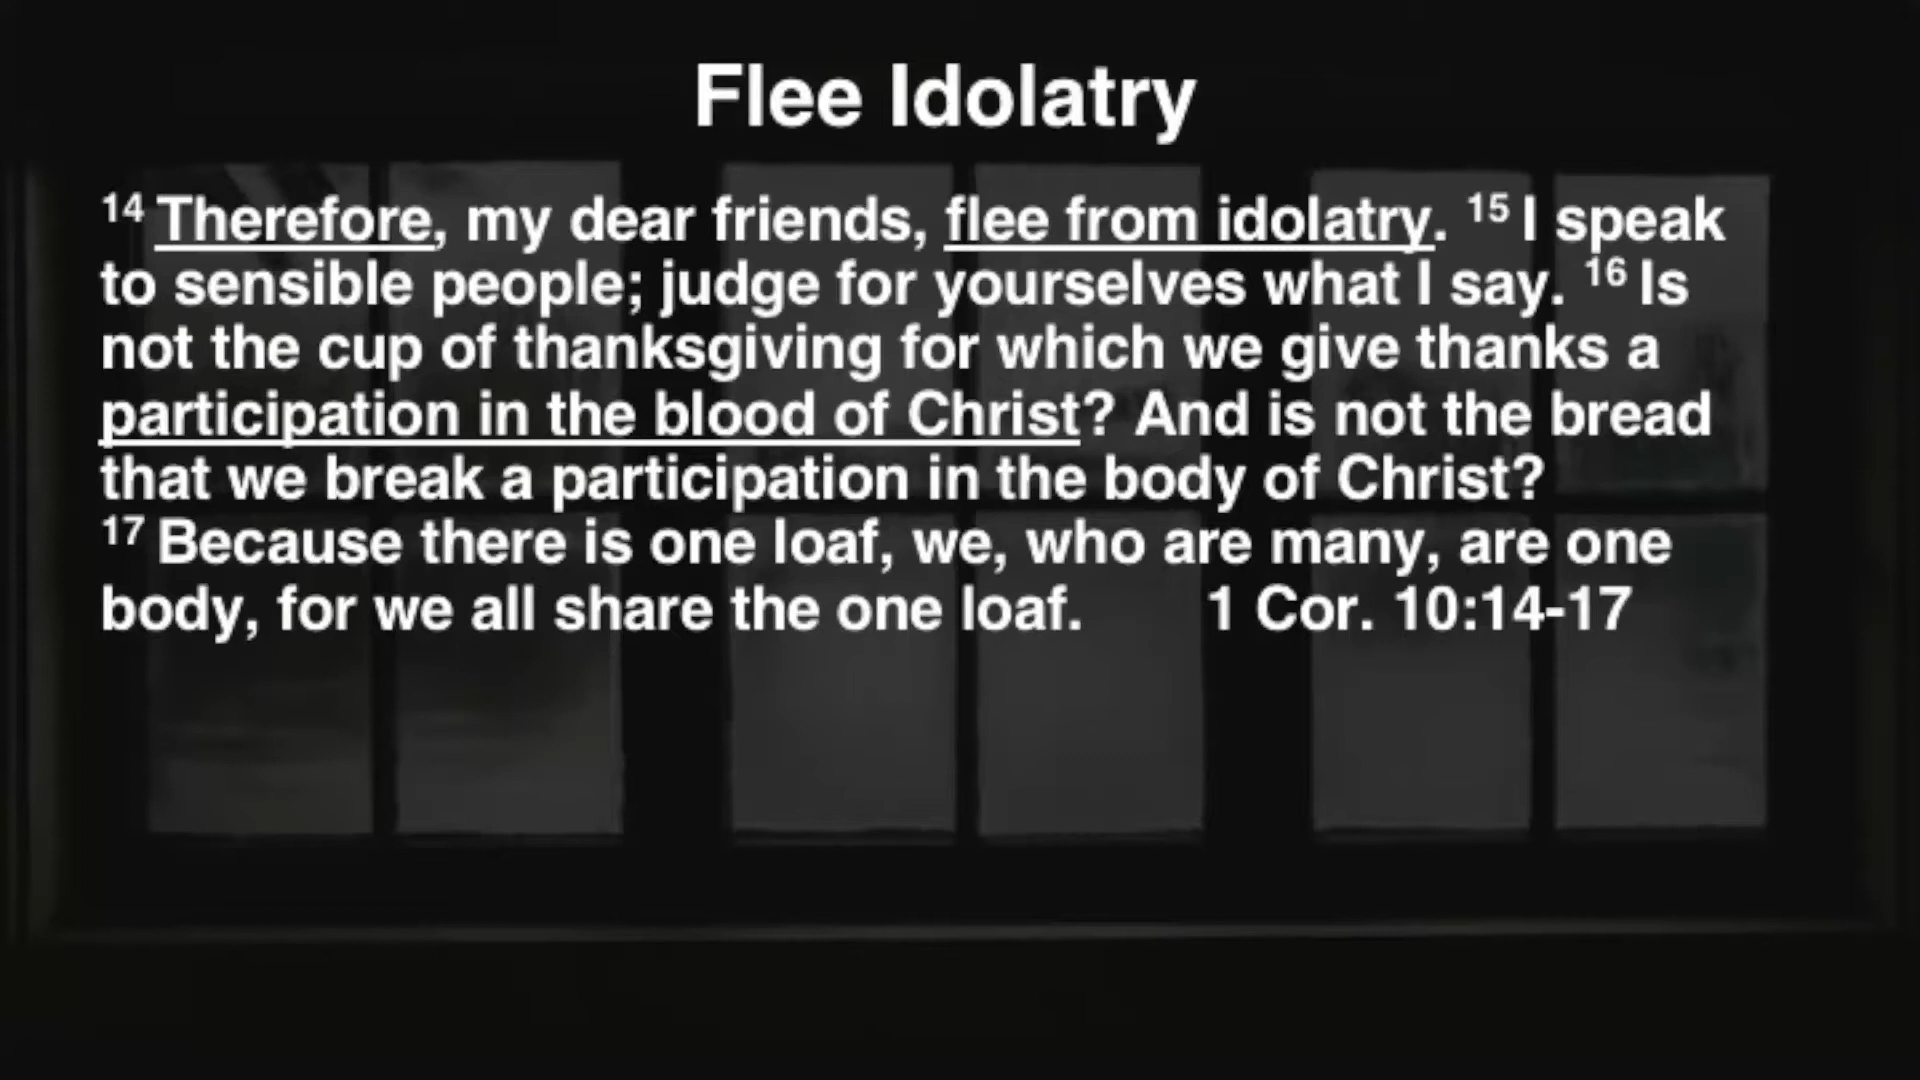 Flee Idolatry
14 Therefore, my dear friends, flee from idolatry. 15 I speak
to sensible people; judge for yourselves what I say. 16 Is
not the cup of thanksgiving for which we give thanks a
participation in the blood of Christ? And is not the bread
that we break a participation in the body of Christ?
17 Because there is one loaf, we, who are many, are one
body, for we all share the one loaf. 1 Cor. 10:14-17